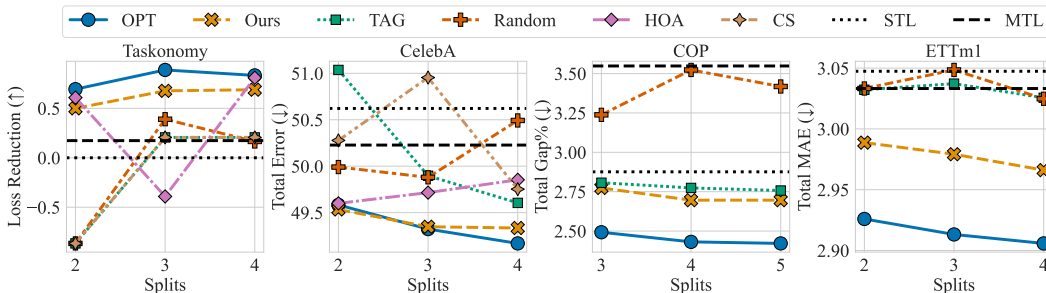 OPT Ours TAG Random HOA CS STL MTL
Taskonomy CelebA COP ETTm1
Loss Reduction (↑)
0.5
0.0
−0.5
2 3 4
Splits
Total Error (↓)
51.0
50.5
50.0
49.5
2 3 4
Splits
Total Gap% (↓)
3.50
3.25
3.00
2.75
2.50
3 4 5
Splits
Total MAE (↓)
3.05
3.00
2.95
2.90
2 3 4
Splits